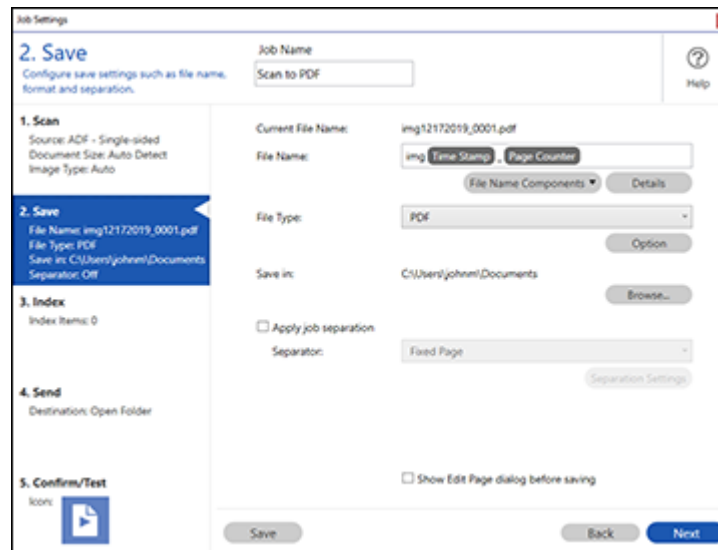 Job Settings
2. Save
Configure save settings such as file name,
format and separation.
Job Name
Scan to PDF
Help
1. Scan
Source: ADF - Single-sided
Document Size: Auto Detect
Image Type: Auto
2. Save
File Name: img12172019_0001.pdf
File Type: PDF
Save in: C:\Users\johnm\Documents
Separator: Off
3. Index
Index Items: 0
4. Send
Destination: Open Folder
5. Confirm/Test
Icon:
Current File Name: img12172019_0001.pdf
File Name: img Time Stamp _ Page Counter
File Name Components Details
File Type: PDF
Option
Save in: C:\Users\johnm\Documents
Browse...
Apply job separation
Separator: Fixed Page
Separation Settings
Show Edit Page dialog before saving
Save Back Next